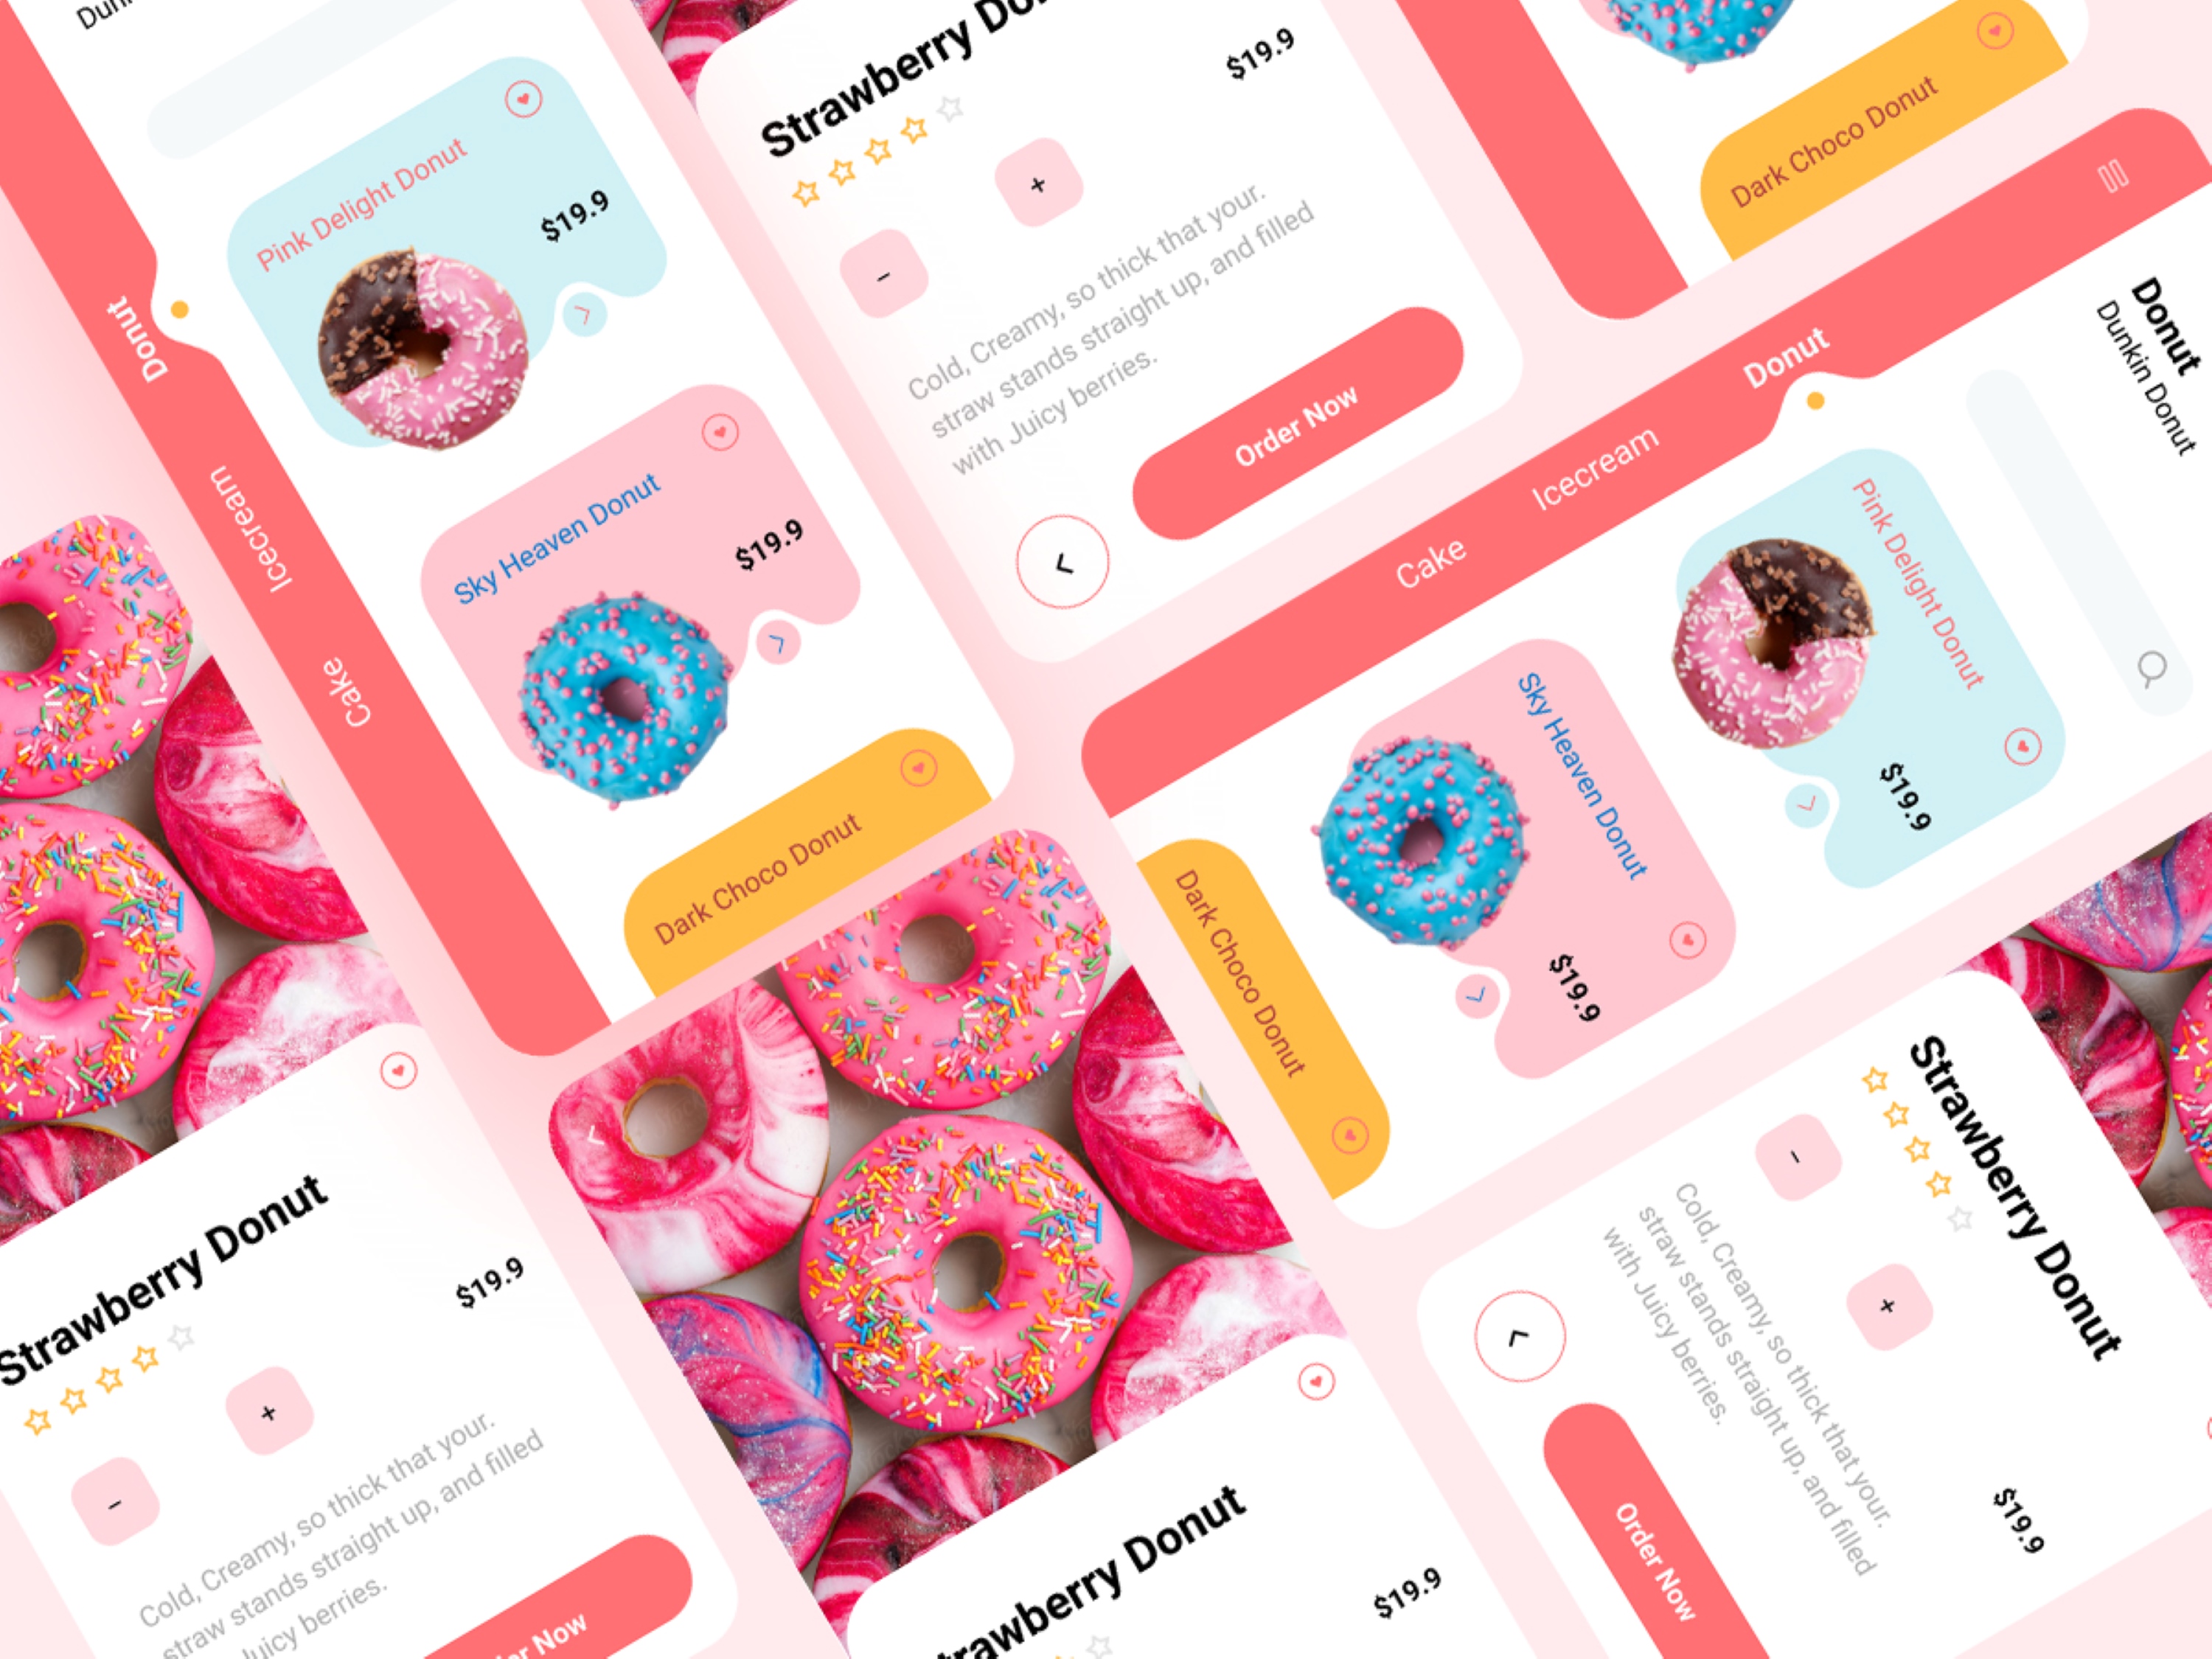 Strawberry
$19.9
+
-
Cold, Creamy, so thick that your.
straw stands straight up, and filled
with Juicy berries.
Order Now
Pink Delight Donut
$19.9
Sky Heaven Donut
$19.9
Dark Choco Donut
Donut
Icecream
Cake
Dark Choco Donut
Donut
Dunkin Donut
Donut
Icecream
Cake
Pink Delight Donut
$19.9
Sky Heaven Donut
$19.9
Dark Choco Donut
Strawberry Donut
$19.9
+
-
Cold, Creamy, so thick that your.
straw stands straight up, and filled
Juicy berries.
Now
Donut
$19.9
Strawberry Donut
-
+
Cold, Creamy, so thick that your.
straw stands straight up, and filled
with Juicy berries.
$19.9
Order Now